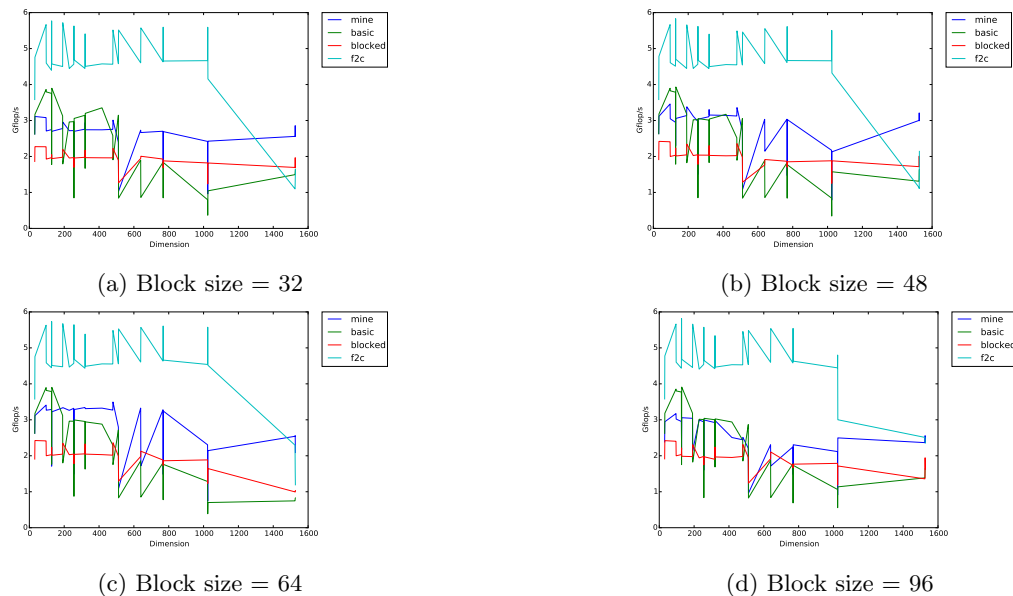 6
5
4
3
2
1
0
Gflop/s
0 200 400 600 800 1000 1200 1400 1600
Dimension
mine
basic
blocked
f2c
(a) Block size = 32
6
5
4
3
2
1
0
Gflop/s
0 200 400 600 800 1000 1200 1400 1600
Dimension
mine
basic
blocked
f2c
(b) Block size = 48
6
5
4
3
2
1
0
Gflop/s
0 200 400 600 800 1000 1200 1400 1600
Dimension
mine
basic
blocked
f2c
(c) Block size = 64
6
5
4
3
2
1
0
Gflop/s
0 200 400 600 800 1000 1200 1400 1600
Dimension
mine
basic
blocked
f2c
(d) Block size = 96